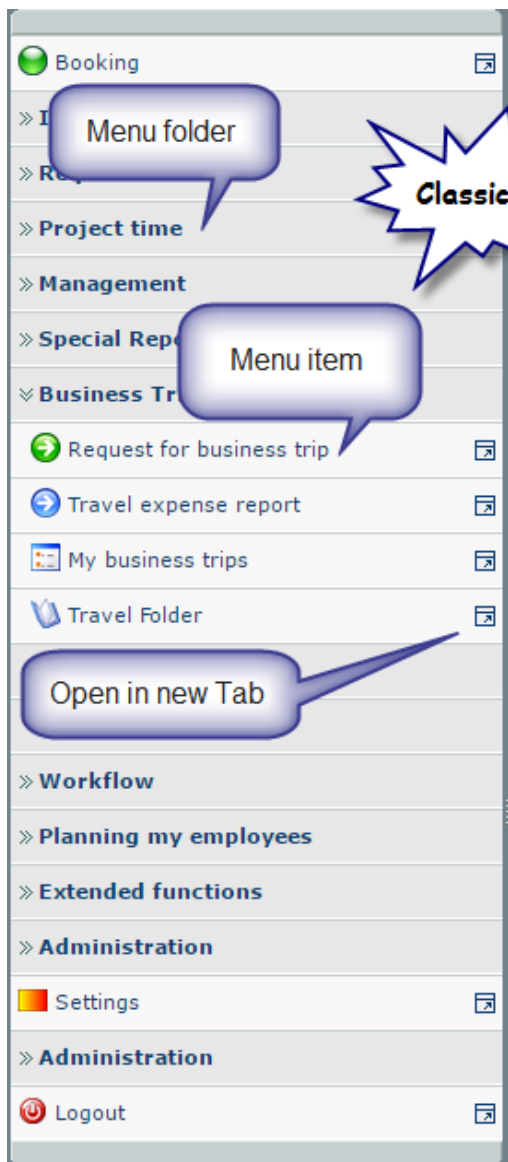 Booking
Menu folder
Classic
Project time
Management
Special
Menu item
Business
Request for business trip
Travel expense report
My business trips
Travel Folder
Open in new Tab
Workflow
Planning my employees
Extended functions
Administration
Settings
Administration
Logout